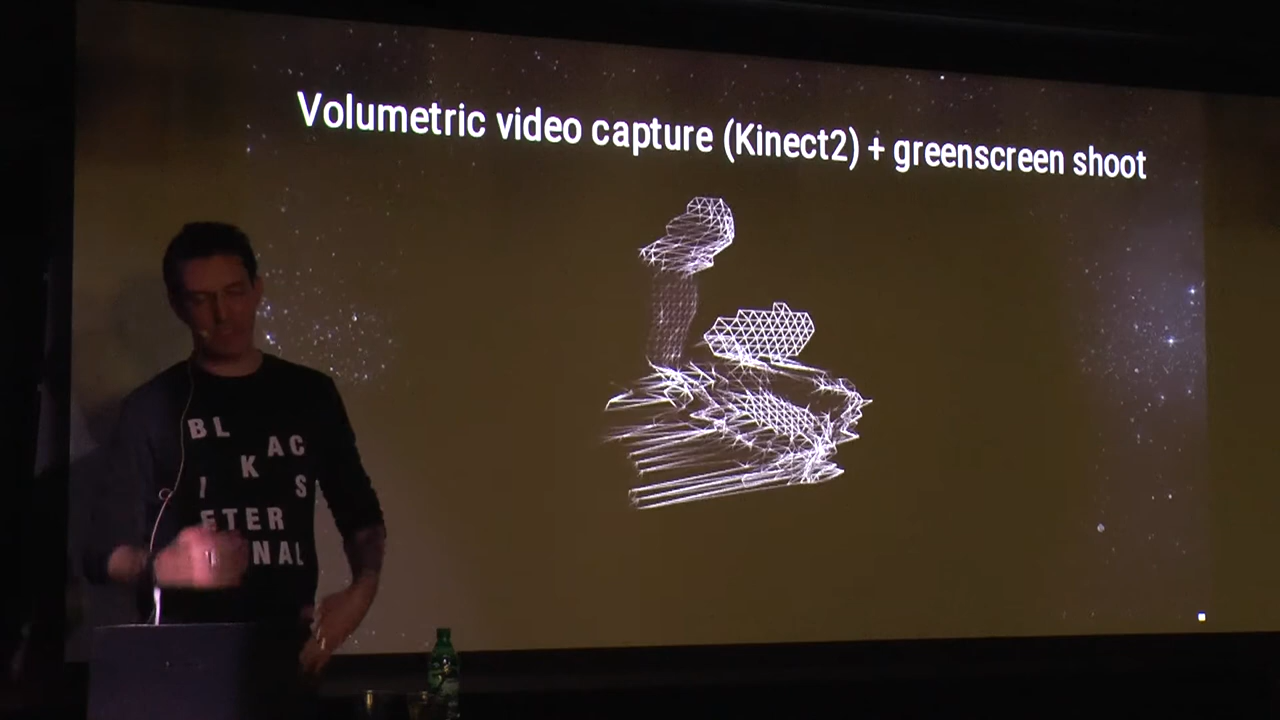 Volumetric video capture (Kinect2) + greenscreen shoot
BL
AC
K
I S
ETER
NAL